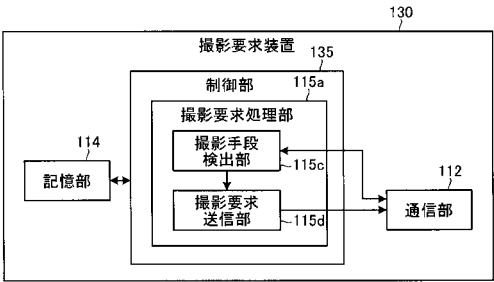 130
撮影要求装置
135
制御部
115a
撮影要求処理部
撮影手段
検出部
115c
114
記憶部
撮影要求
送信部
115d
112
通信部